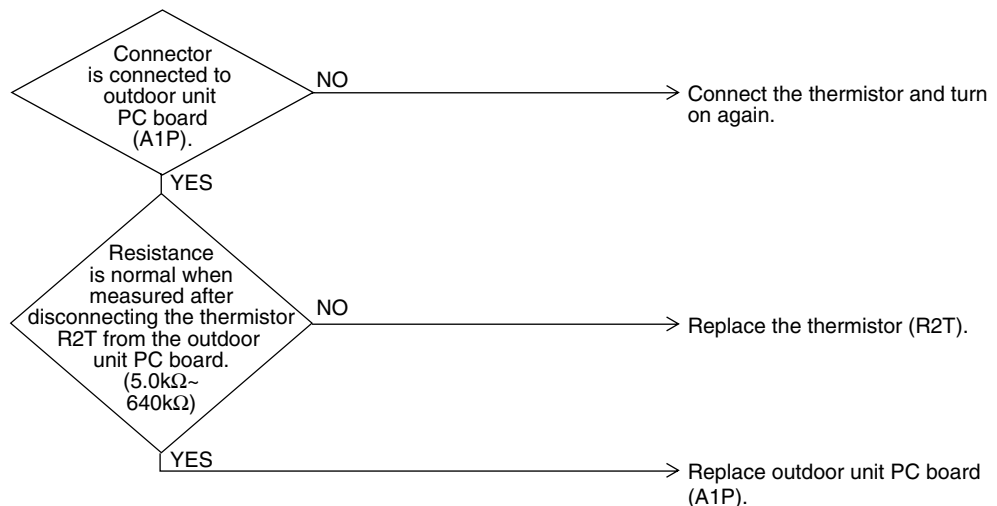 Connector
is connected to
outdoor unit
PC board
(A1P).
NO
Connect the thermistor and turn
on again.
YES
Resistance
is normal when
measured after
disconnecting the thermistor
R2T from the outdoor
unit PC board.
(5.0kΩ~
640kΩ)
NO
Replace the thermistor (R2T).
YES
Replace outdoor unit PC board
(A1P).